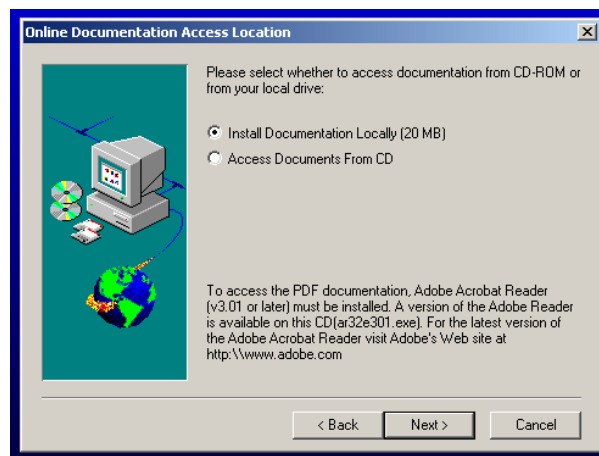 Online Documentation Access Location
Please select whether to access documentation from CD-ROM or
from your local drive:
Install Documentation Locally (20 MB)
Access Documents From CD
To access the PDF documentation, Adobe Acrobat Reader
(v3.01 or later) must be installed. A version of the Adobe Reader
is available on this CD(ar32e301.exe). For the latest version of
the Adobe Acrobat Reader visit Adobe's Web site at
http:\\www.adobe.com
< Back
Next >
Cancel